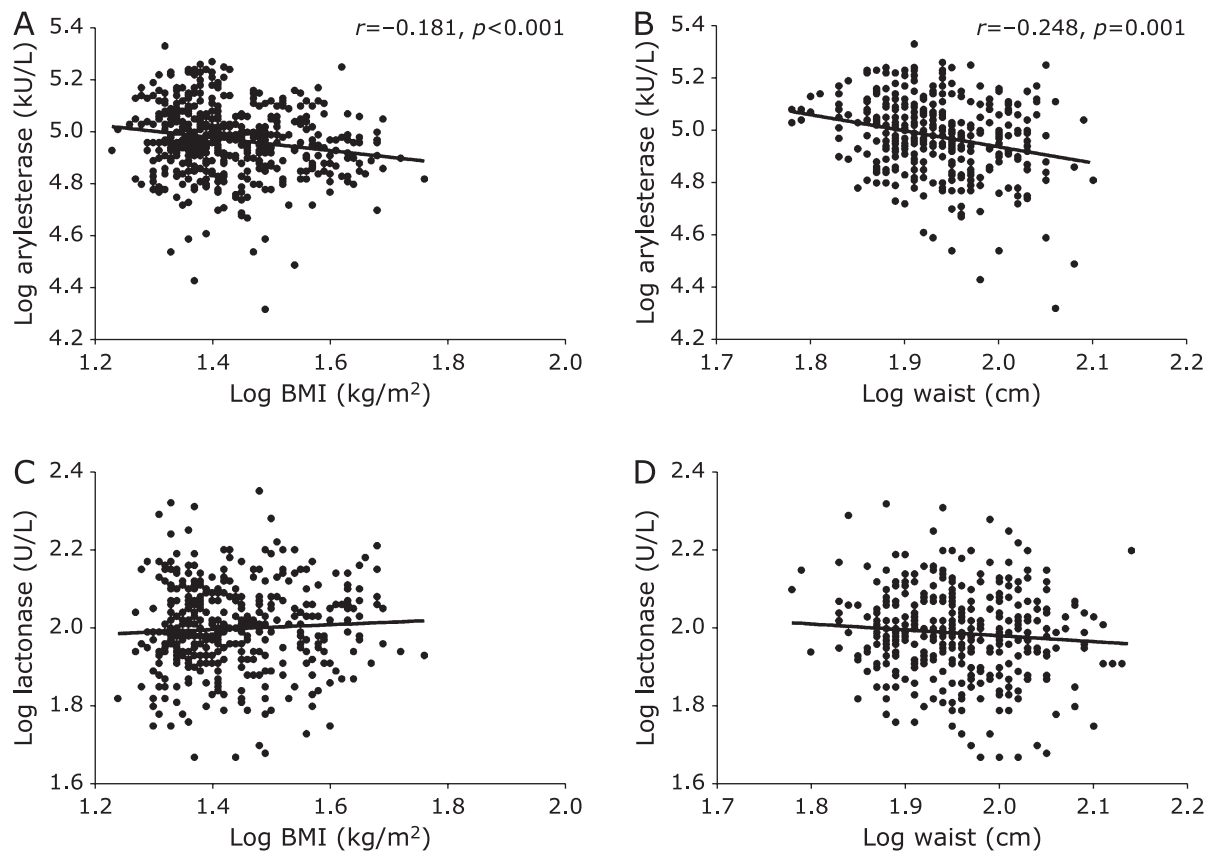 A
r=−0.181, p<0.001
Log arylesterase (kU/L)
5.4
5.2
5.0
4.8
4.6
4.4
4.2
1.2 1.4 1.6 1.8 2.0
Log BMI (kg/m²)
B
r=−0.248, p=0.001
Log arylesterase (kU/L)
5.4
5.2
5.0
4.8
4.6
4.4
4.2
1.7 1.8 1.9 2.0 2.1 2.2
Log waist (cm)
C
Log lactonase (U/L)
2.4
2.2
2.0
1.8
1.6
1.2 1.4 1.6 1.8 2.0
Log BMI (kg/m²)
D
Log lactonase (U/L)
2.4
2.2
2.0
1.8
1.6
1.7 1.8 1.9 2.0 2.1 2.2
Log waist (cm)